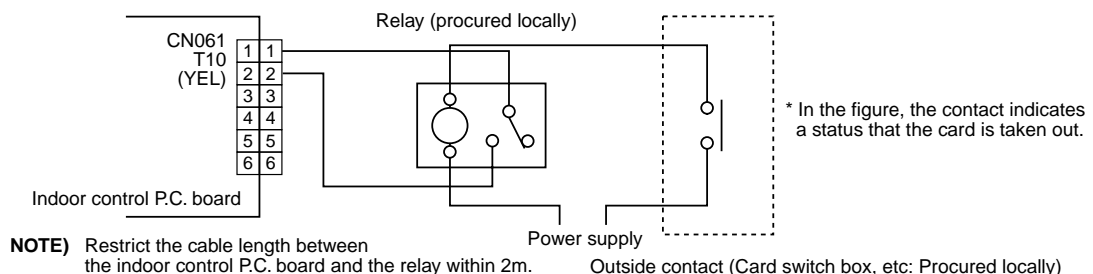 Relay (procured locally)
CN061
T10
(YEL)
1 1
2 2
3 3
4 4
5 5
6 6
* In the figure, the contact indicates
a status that the card is taken out.
Indoor control P.C. board
Power supply
NOTE) Restrict the cable length between
the indoor control P.C. board and the relay within 2m.
Outside contact (Card switch box, etc: Procured locally)